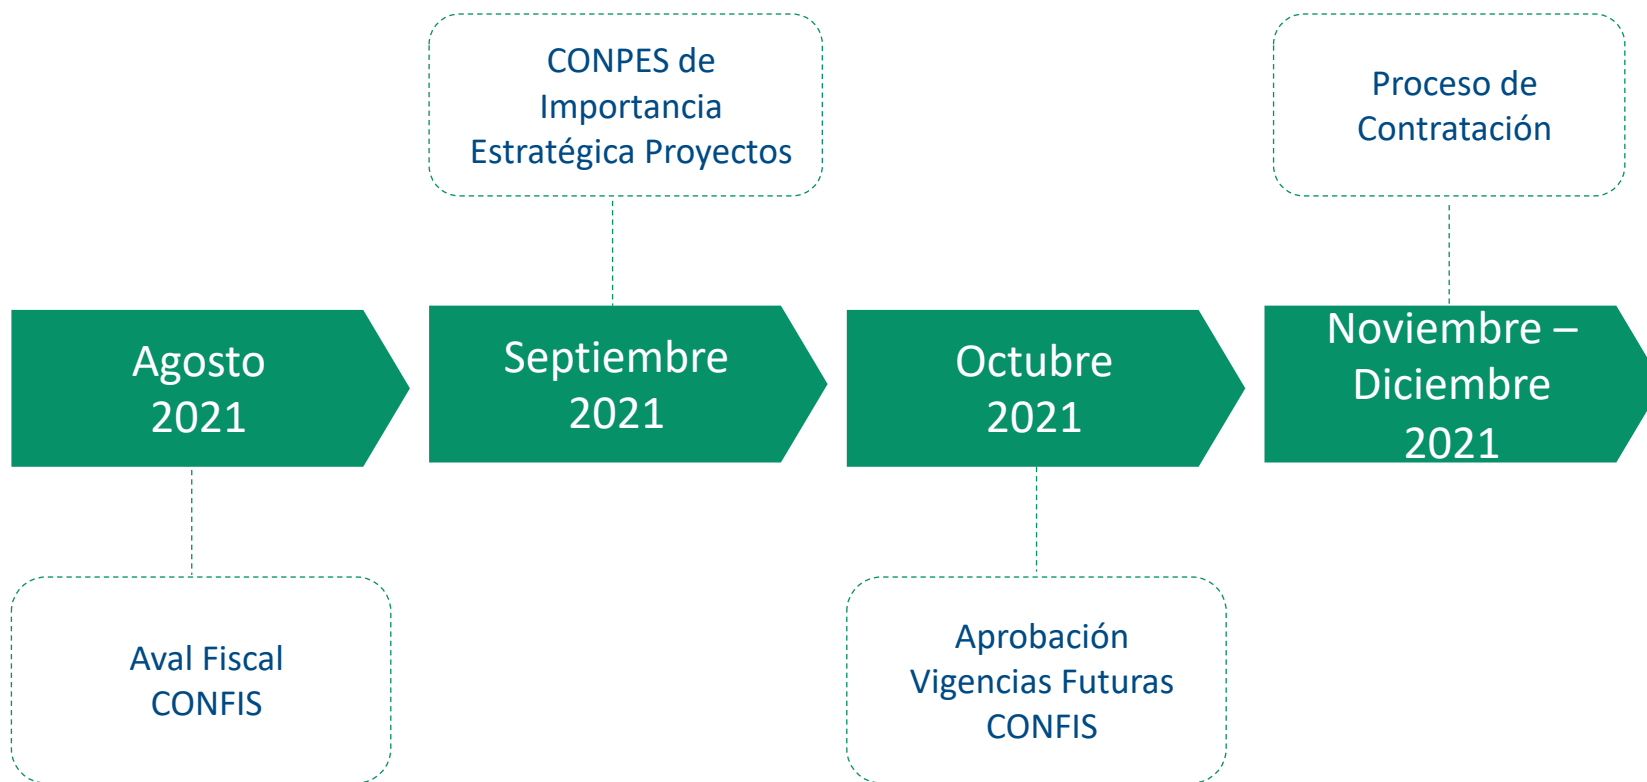 CONPES de
Importancia
Estratégica Proyectos
Proceso de
Contratación
Agosto
2021
Septiembre
2021
Octubre
2021
Noviembre –
Diciembre
2021
Aval Fiscal
CONFIS
Aprobación
Vigencias Futuras
CONFIS